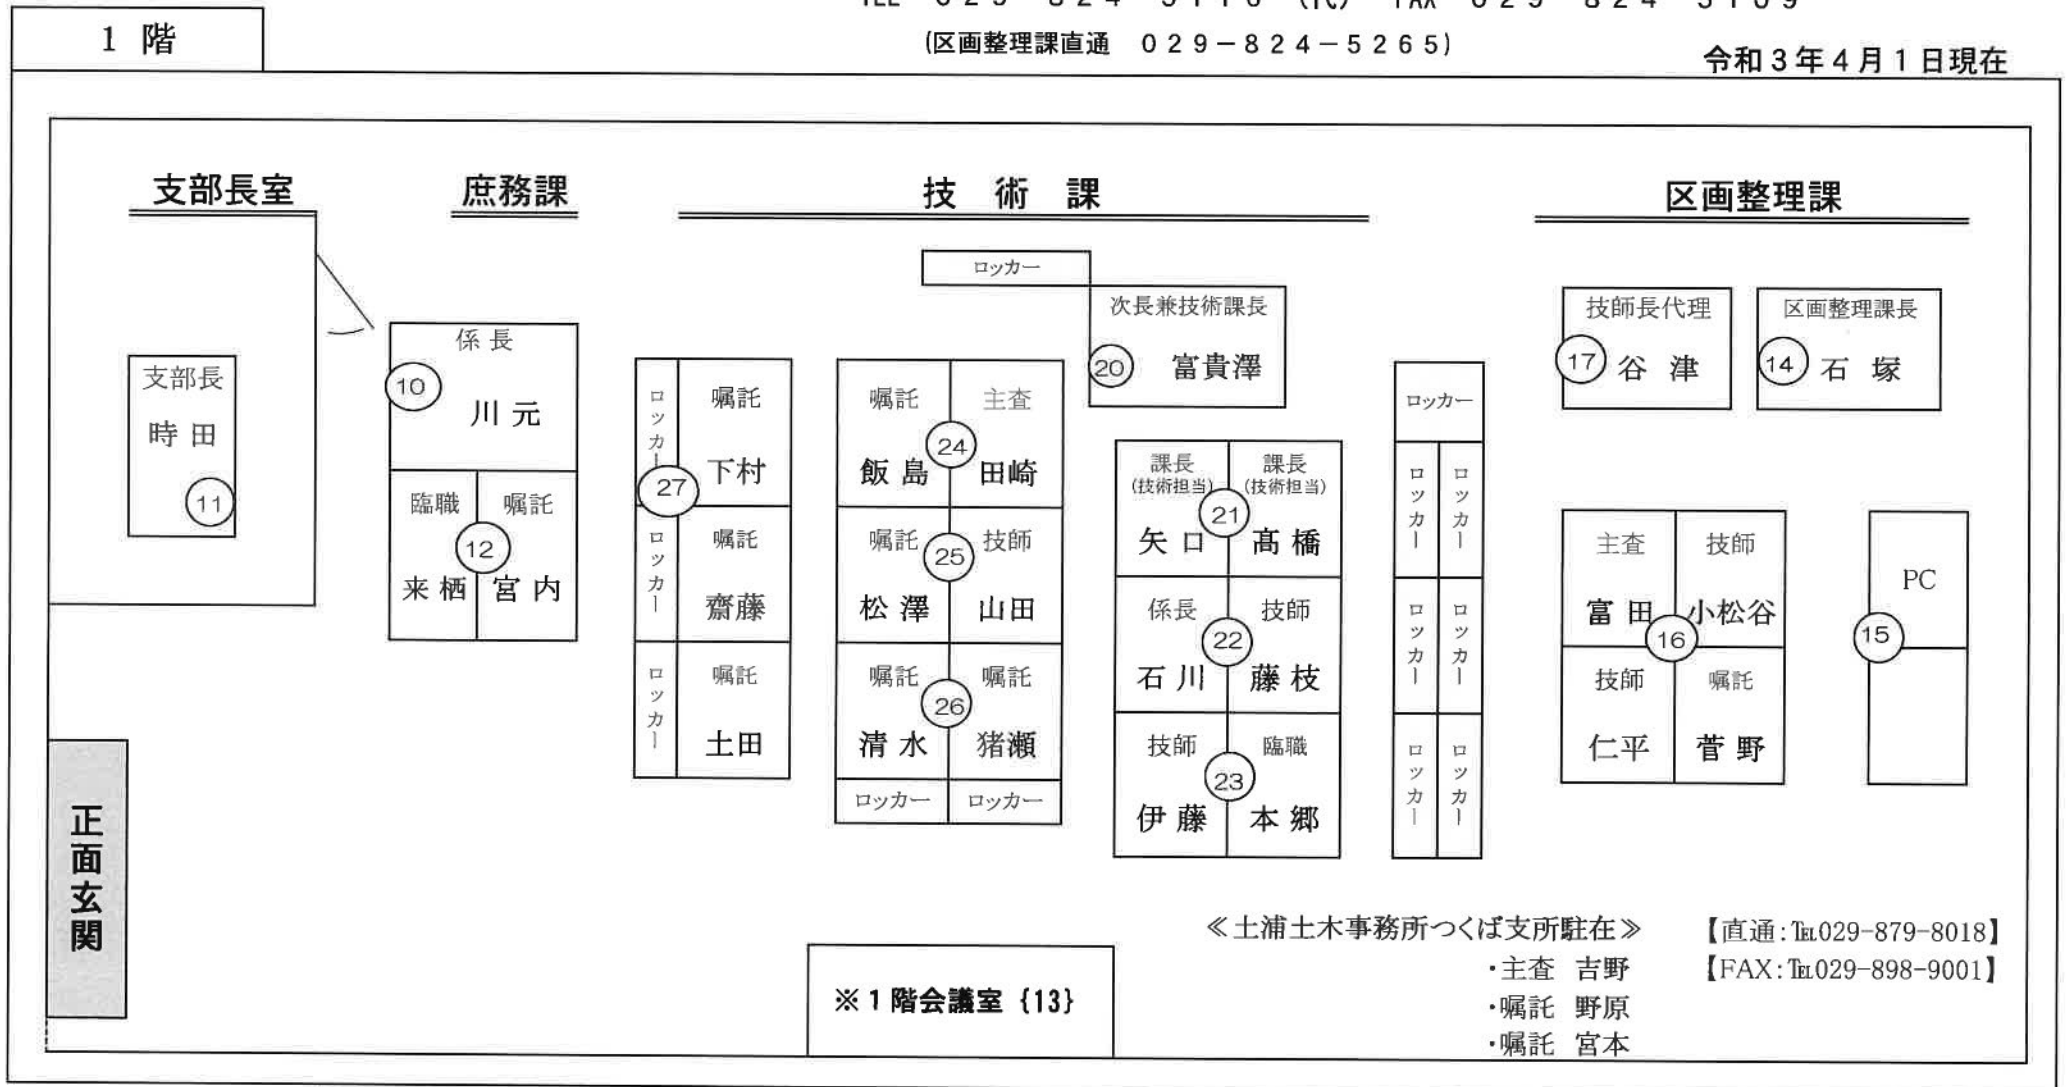 (区画整理課直通　029－824－5265)
1 階
令和3年4月1日現在
支部長室
庶務課
技 術 課
区画整理課
支部長
時田
11
係長
10
川元
臨職
嘱託
12
来栖
宮内
ロッカー
嘱託
下村
27
ロッカー
嘱託
齋藤
ロッカー
嘱託
土田
ロッカー
次長兼技術課長
20
富貴澤
嘱託
主査
24
飯島
田崎
嘱託
技師
25
松澤
山田
嘱託
嘱託
26
清水
猪瀬
ロッカー
ロッカー
課長
(技術担当)
課長
(技術担当)
21
矢口
髙橋
係長
技師
22
石川
藤枝
技師
臨職
23
伊藤
本郷
ロッカー
ロッカー
ロッカー
ロッカー
ロッカー
ロッカー
ロッカー
技師長代理
17
谷津
区画整理課長
14
石塚
主査
技師
富田
小松谷
16
技師
嘱託
仁平
菅野
PC
15
正面玄関
※1階会議室 {13}
≪土浦土木事務所つくば支所駐在≫
【直通:℡029-879-8018】
・主査 吉野
【FAX:℡029-898-9001】
・嘱託 野原
・嘱託 宮本